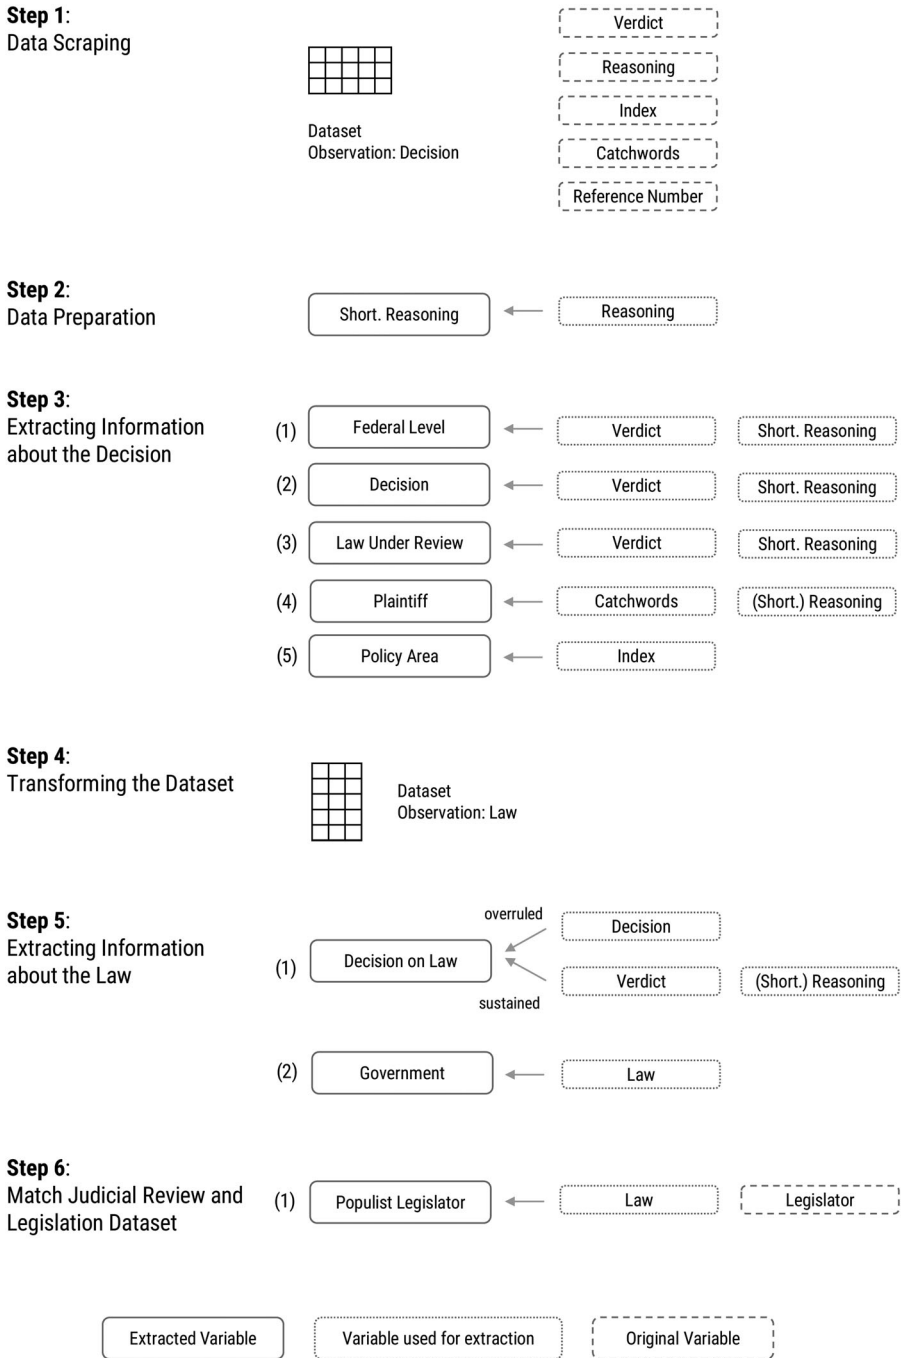 Step 1:
Data Scraping
Dataset
Observation: Decision
Verdict
Reasoning
Index
Catchwords
Reference Number
Step 2:
Data Preparation
Short. Reasoning
Reasoning
Step 3:
Extracting Information
about the Decision
(1) Federal Level Verdict Short. Reasoning
(2) Decision Verdict Short. Reasoning
(3) Law Under Review Verdict Short. Reasoning
(4) Plaintiff Catchwords (Short.) Reasoning
(5) Policy Area Index
Step 4:
Transforming the Dataset
Dataset
Observation: Law
Step 5:
Extracting Information
about the Law
overruled Decision
(1) Decision on Law
Verdict (Short.) Reasoning
sustained
(2) Government Law
Step 6:
Match Judicial Review and
Legislation Dataset
(1) Populist Legislator Law Legislator
Extracted Variable Variable used for extraction Original Variable